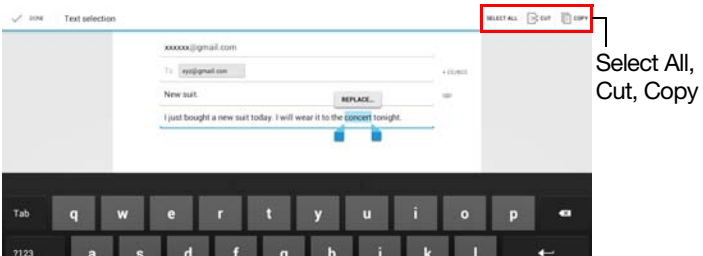 DONE Text selection SELECT ALL CUT COPY
xxxxxx@gmail.com
To xyz@gmail.com + CC/BCC
New suit.
REPLACE...
I just bought a new suit today. I will wear it to the concert tonight.
Select All,
Cut, Copy
Tab q w e r t y u i o p
?123 a s d f g h j k l